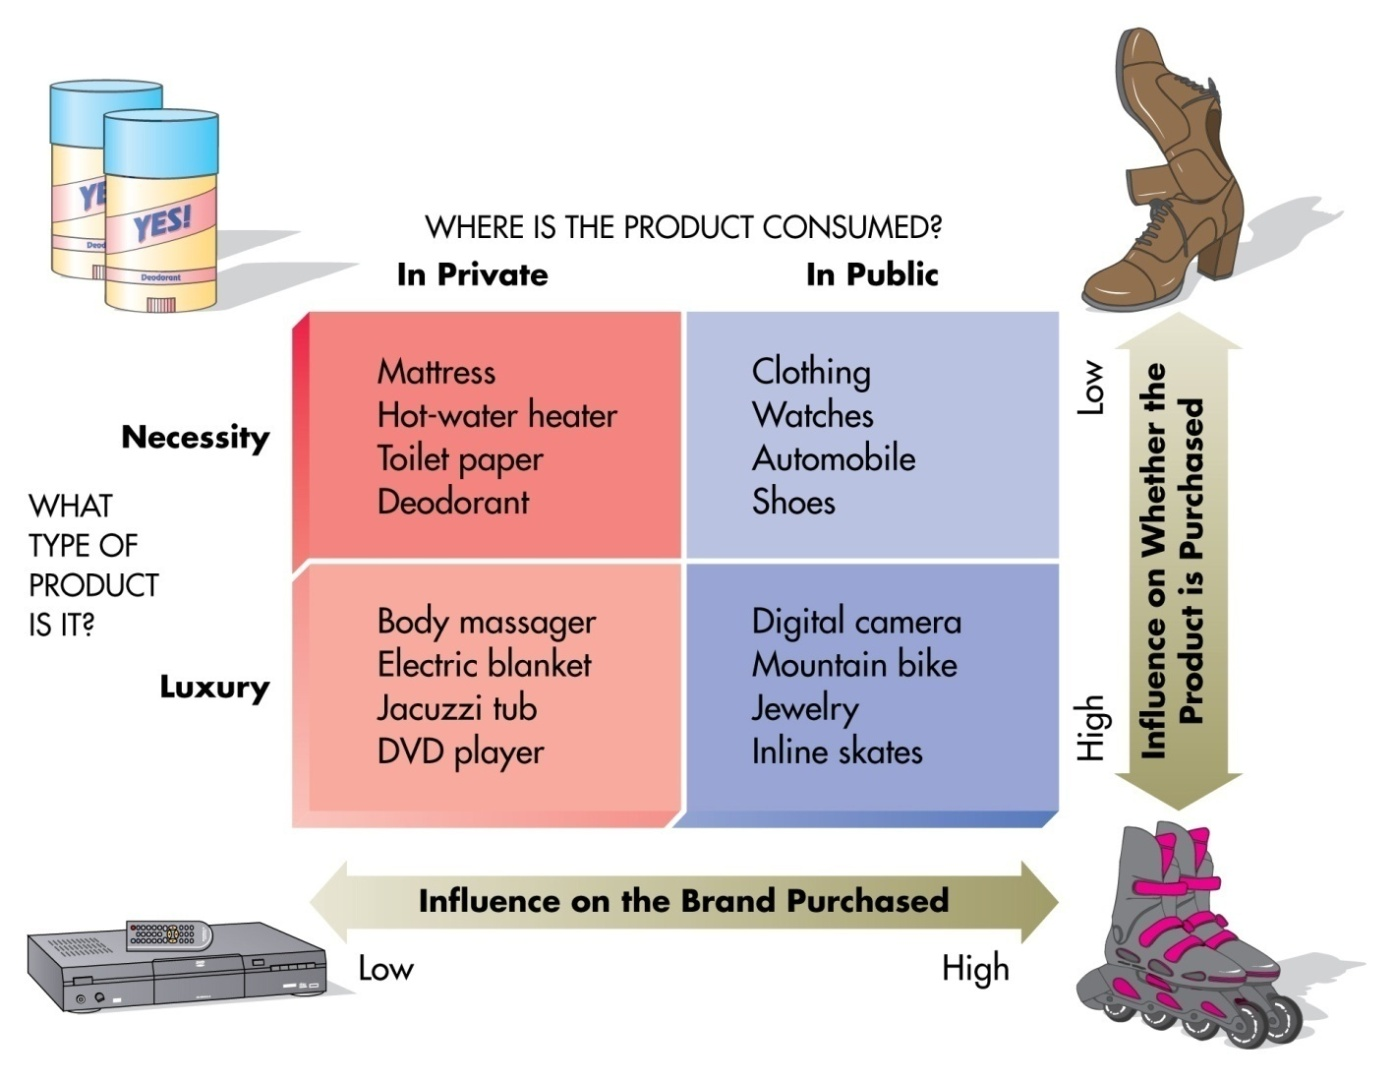 YE
Deod
YES!
Deodorant
WHERE IS THE PRODUCT CONSUMED?
In Private
In Public
WHAT
TYPE OF
PRODUCT
IS IT?
Necessity
Mattress
Hot-water heater
Toilet paper
Deodorant
Clothing
Watches
Automobile
Shoes
Luxury
Body massager
Electric blanket
Jacuzzi tub
DVD player
Digital camera
Mountain bike
Jewelry
Inline skates
Low
High
Influence on Whether the
Product is Purchased
Influence on the Brand Purchased
Low
High